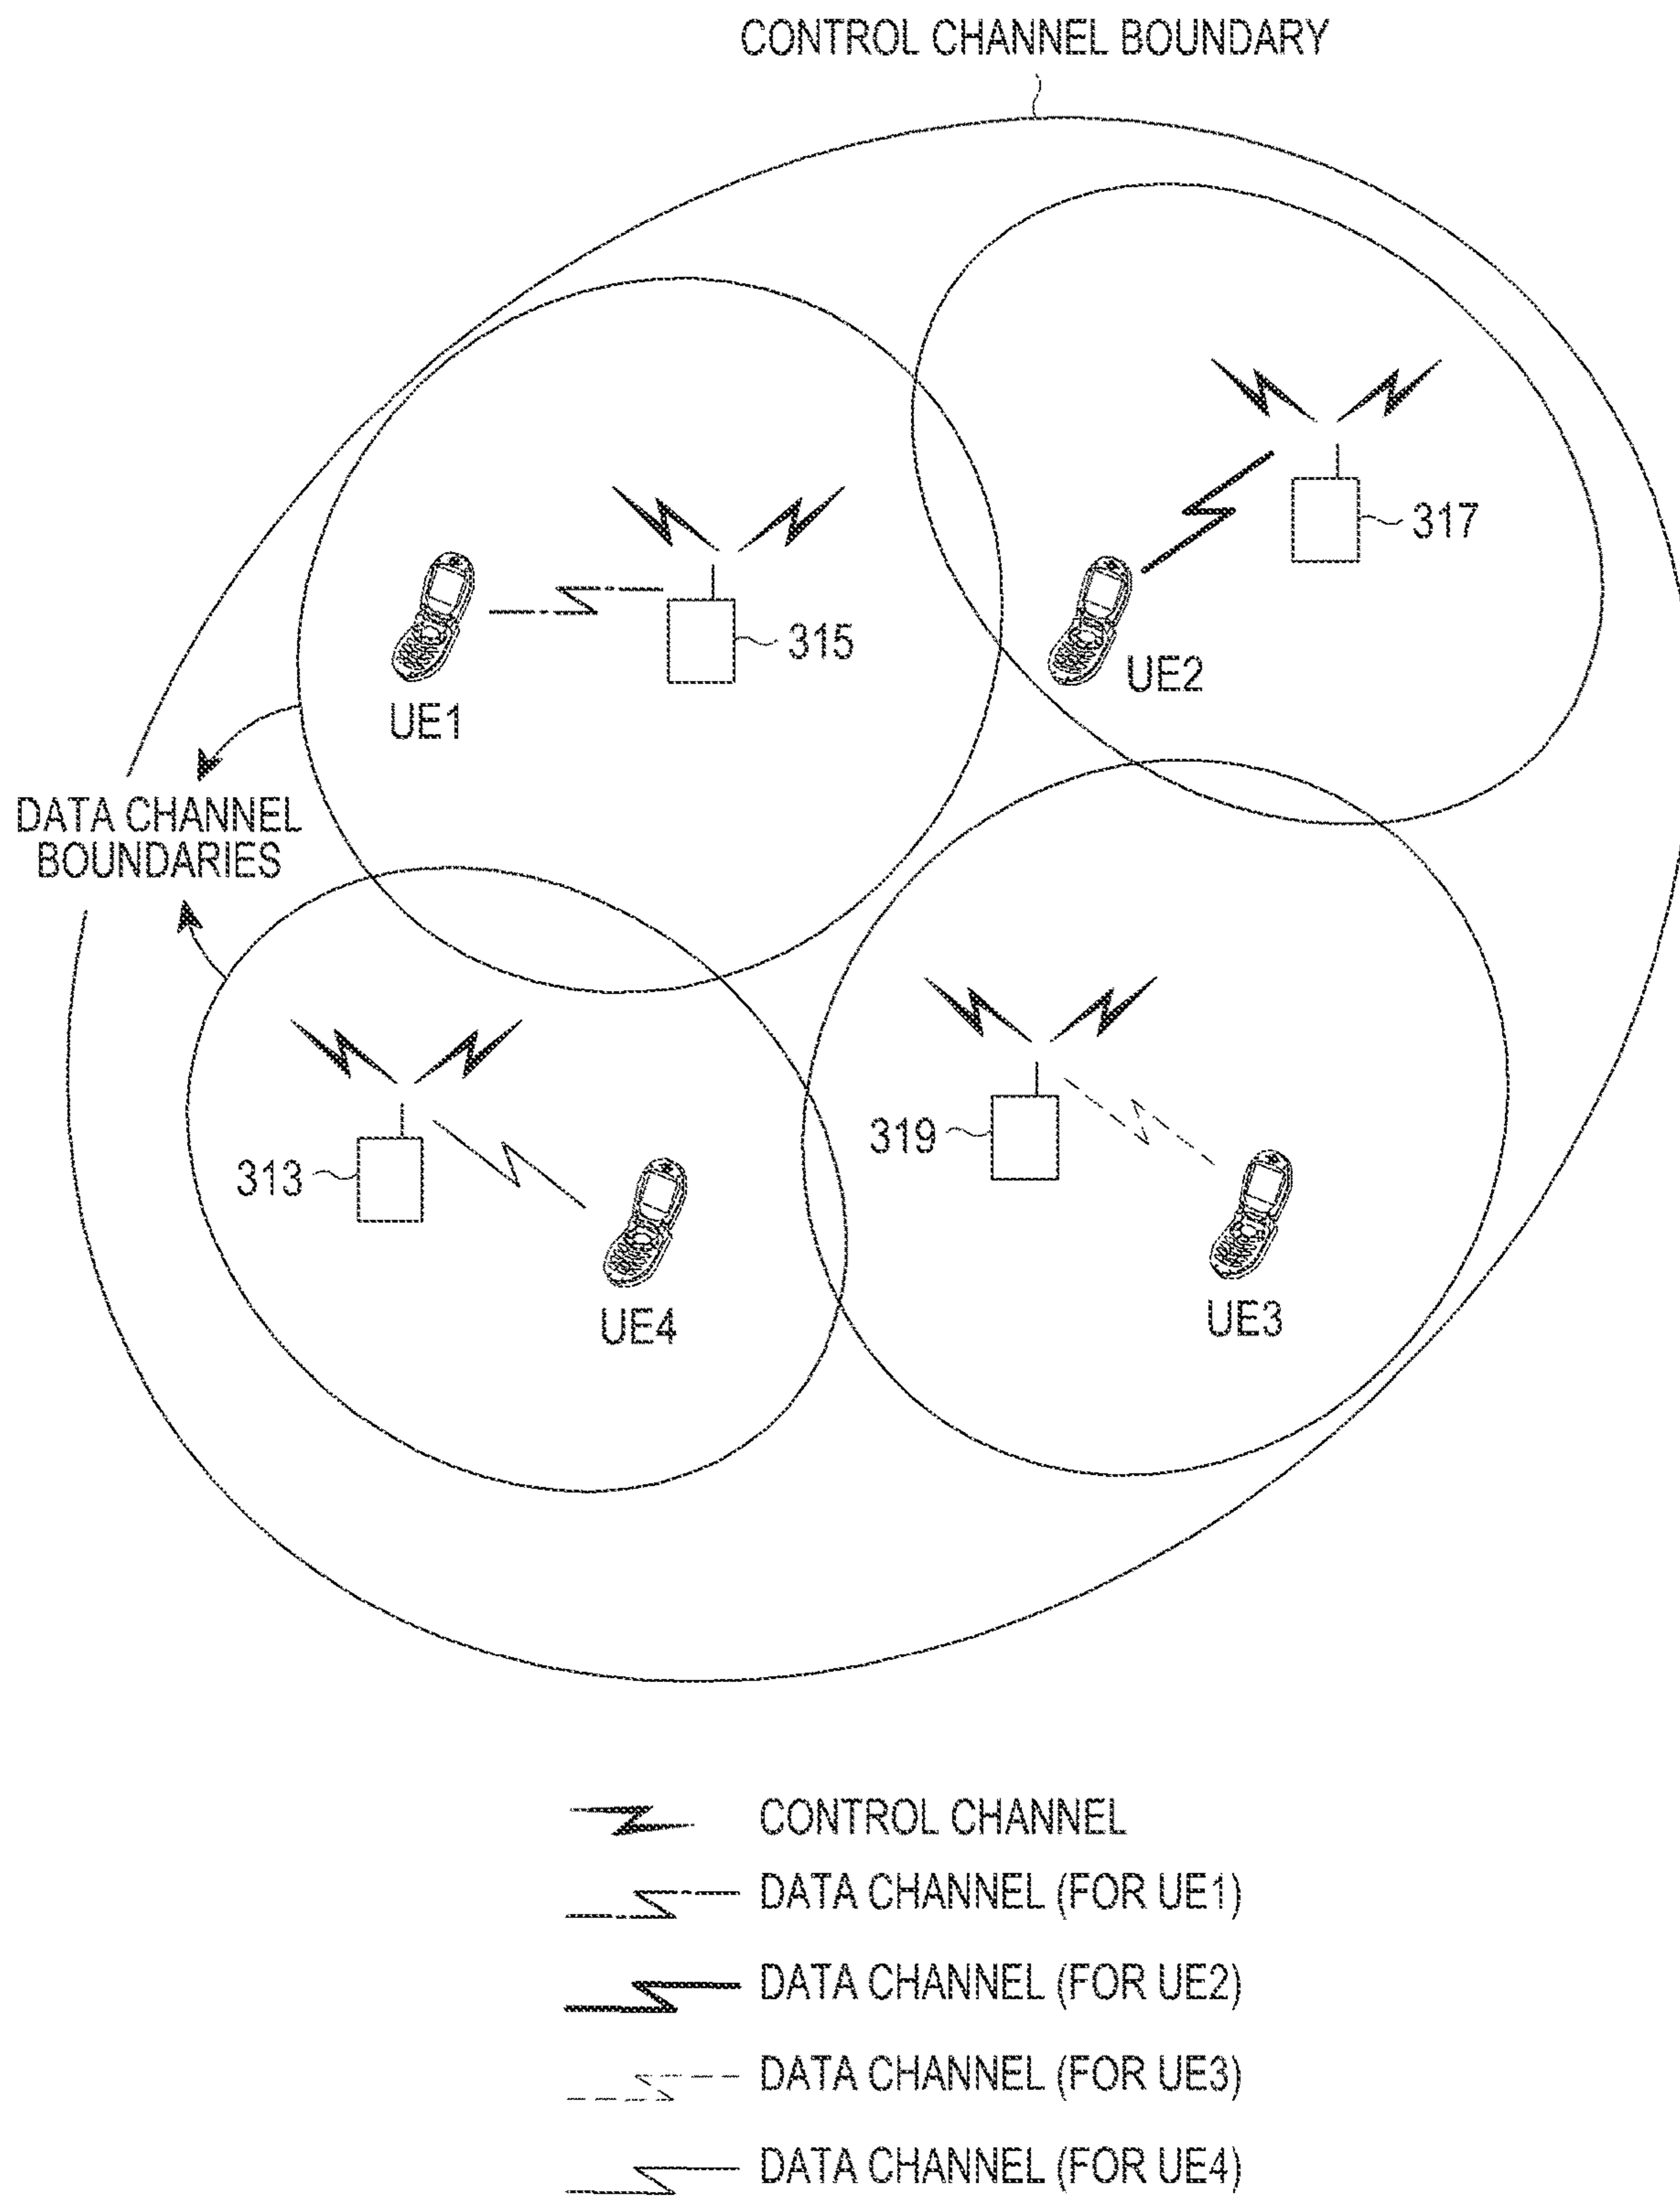 CONTROL CHANNEL BOUNDARY
317
315
UE2
UE1
DATA CHANNEL
BOUNDARIES
319
313
UE3
UE4
CONTROL CHANNEL
DATA CHANNEL (FOR UE1)
DATA CHANNEL (FOR UE2)
DATA CHANNEL (FOR UE3)
DATA CHANNEL (FOR UE4)